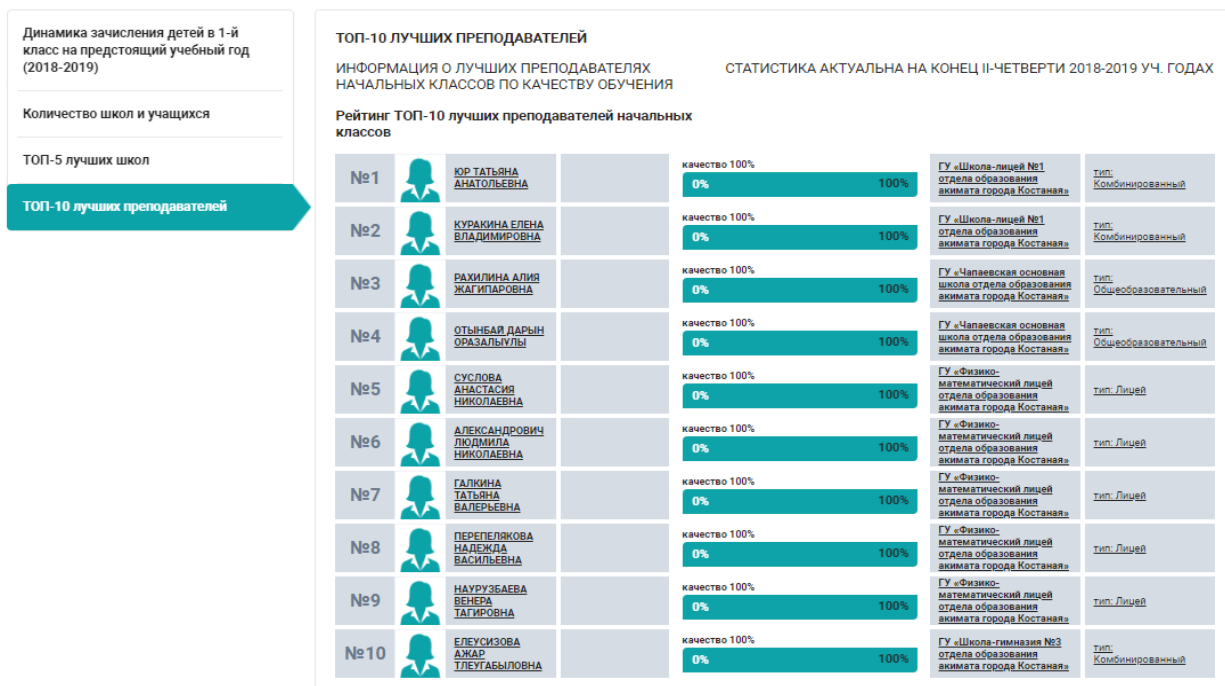 Динамика зачисления детей в 1-й
класс на предстоящий учебный год
(2018-2019)
Количество школ и учащихся
ТОП-5 лучших школ
ТОП-10 лучших преподавателей
ТОП-10 ЛУЧШИХ ПРЕПОДАВАТЕЛЕЙ
ИНФОРМАЦИЯ О ЛУЧШИХ ПРЕПОДАВАТЕЛЯХ
НАЧАЛЬНЫХ КЛАССОВ ПО КАЧЕСТВУ ОБУЧЕНИЯ
СТАТИСТИКА АКТУАЛЬНА НА КОНЕЦ II-ЧЕТВЕРТИ 2018-2019 УЧ. ГОДАХ
Рейтинг ТОП-10 лучших преподавателей начальных
классов
№1
ЮР ТАТЬЯНА
АНАТОЛЬЕВНА
качество 100%
0% 100%
ГУ «Школа-лицей №1
отдела образования
акимата города Костаная»
тип:
Комбинированный
№2
КУРАКИНА ЕЛЕНА
ВЛАДИМИРОВНА
качество 100%
0% 100%
ГУ «Школа-лицей №1
отдела образования
акимата города Костаная»
тип:
Комбинированный
№3
РАХИЛИНА АЛИЯ
ЖАГИПАРОВНА
качество 100%
0% 100%
ГУ «Чапаевская основная
школа отдела образования
акимата города Костаная»
тип:
Общеобразовательный
№4
ОТЫНБАЙ ДАРЫН
ОРАЗАЛЫУЛЫ
качество 100%
0% 100%
ГУ «Чапаевская основная
школа отдела образования
акимата города Костаная»
тип:
Общеобразовательный
№5
СУСЛОВА
АНАСТАСИЯ
НИКОЛАЕВНА
качество 100%
0% 100%
ГУ «Физико-
математический лицей
отдела образования
акимата города Костаная»
тип: Лицей
№6
АЛЕКСАНДРОВИЧ
ЛЮДМИЛА
НИКОЛАЕВНА
качество 100%
0% 100%
ГУ «Физико-
математический лицей
отдела образования
акимата города Костаная»
тип: Лицей
№7
ГАЛКИНА
ТАТЬЯНА
ВАЛЕРЬЕВНА
качество 100%
0% 100%
ГУ «Физико-
математический лицей
отдела образования
акимата города Костаная»
тип: Лицей
№8
ПЕРЕПЕЛЯКОВА
НАДЕЖДА
ВАСИЛЬЕВНА
качество 100%
0% 100%
ГУ «Физико-
математический лицей
отдела образования
акимата города Костаная»
тип: Лицей
№9
НАУРУЗБАЕВА
ВЕНЕРА
ТАГИРОВНА
качество 100%
0% 100%
ГУ «Физико-
математический лицей
отдела образования
акимата города Костаная»
тип: Лицей
№10
ЕЛЕУСИЗОВА
АЖАР
ТЛЕУГАБЫЛОВНА
качество 100%
0% 100%
ГУ «Школа-гимназия №3
отдела образования
акимата города Костаная»
тип:
Комбинированный